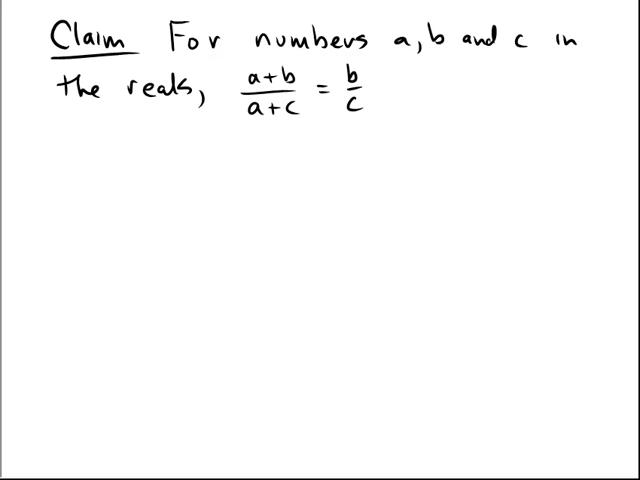 Claim For numbers a, b and c in
the reals, (a+b)/(a+c) = b/c